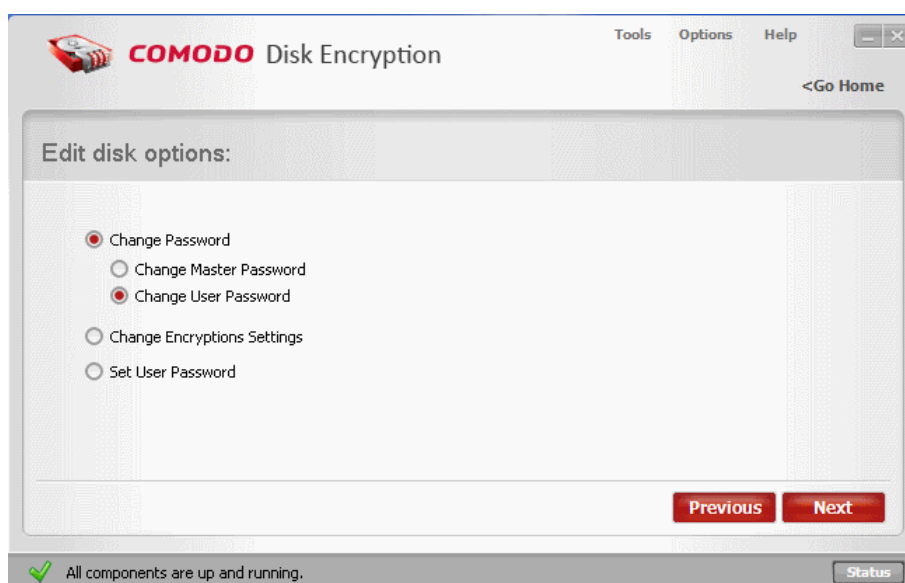 COMODO Disk Encryption
Tools Options Help
<Go Home
Edit disk options:
Change Password
Change Master Password
Change User Password
Change Encryptions Settings
Set User Password
Previous Next
All components are up and running.
Status